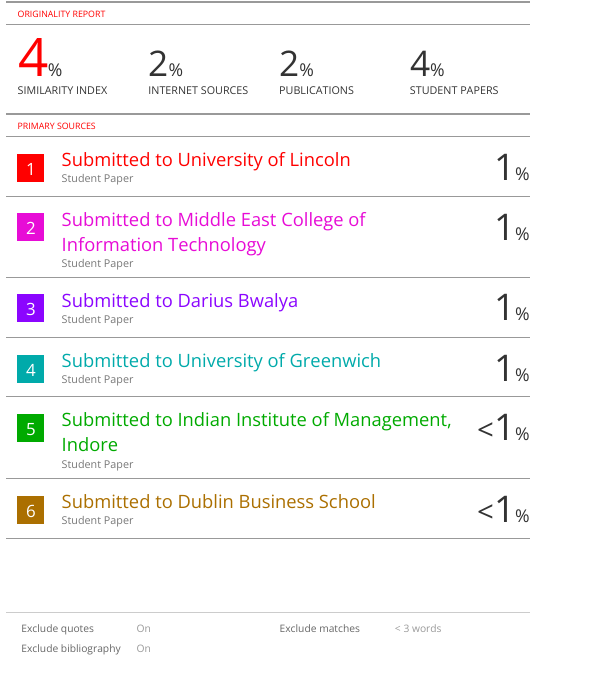 ORIGINALITY REPORT
4% 2% 2% 4%
SIMILARITY INDEX INTERNET SOURCES PUBLICATIONS STUDENT PAPERS
PRIMARY SOURCES
1 Submitted to University of Lincoln 1%
Student Paper
2 Submitted to Middle East College of 1%
Information Technology
Student Paper
3 Submitted to Darius Bwalya 1%
Student Paper
4 Submitted to University of Greenwich 1%
Student Paper
5 Submitted to Indian Institute of Management, <1%
Indore
Student Paper
6 Submitted to Dublin Business School <1%
Student Paper
Exclude quotes On Exclude matches < 3 words
Exclude bibliography On